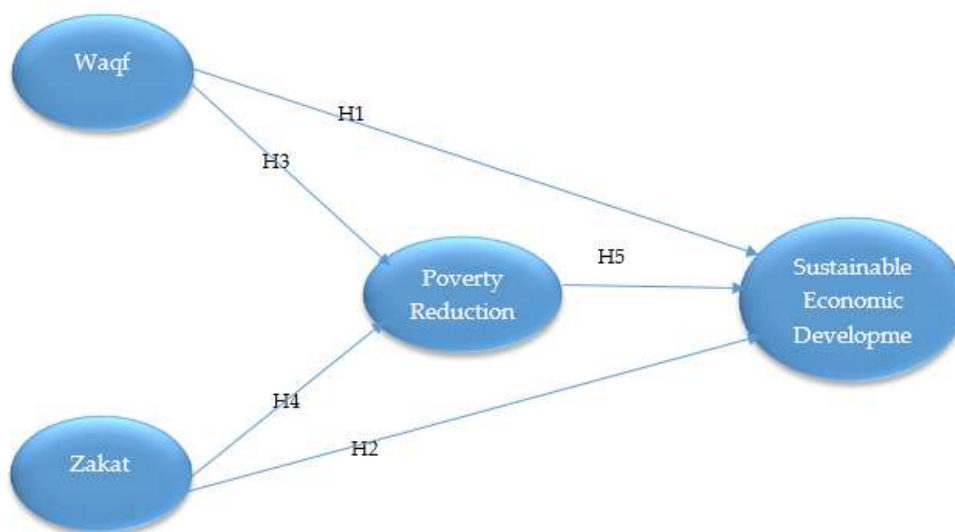 Waqf
H1
H3
H5
Poverty
Reduction
Sustainable
Economic
Developme
H4
H2
Zakat